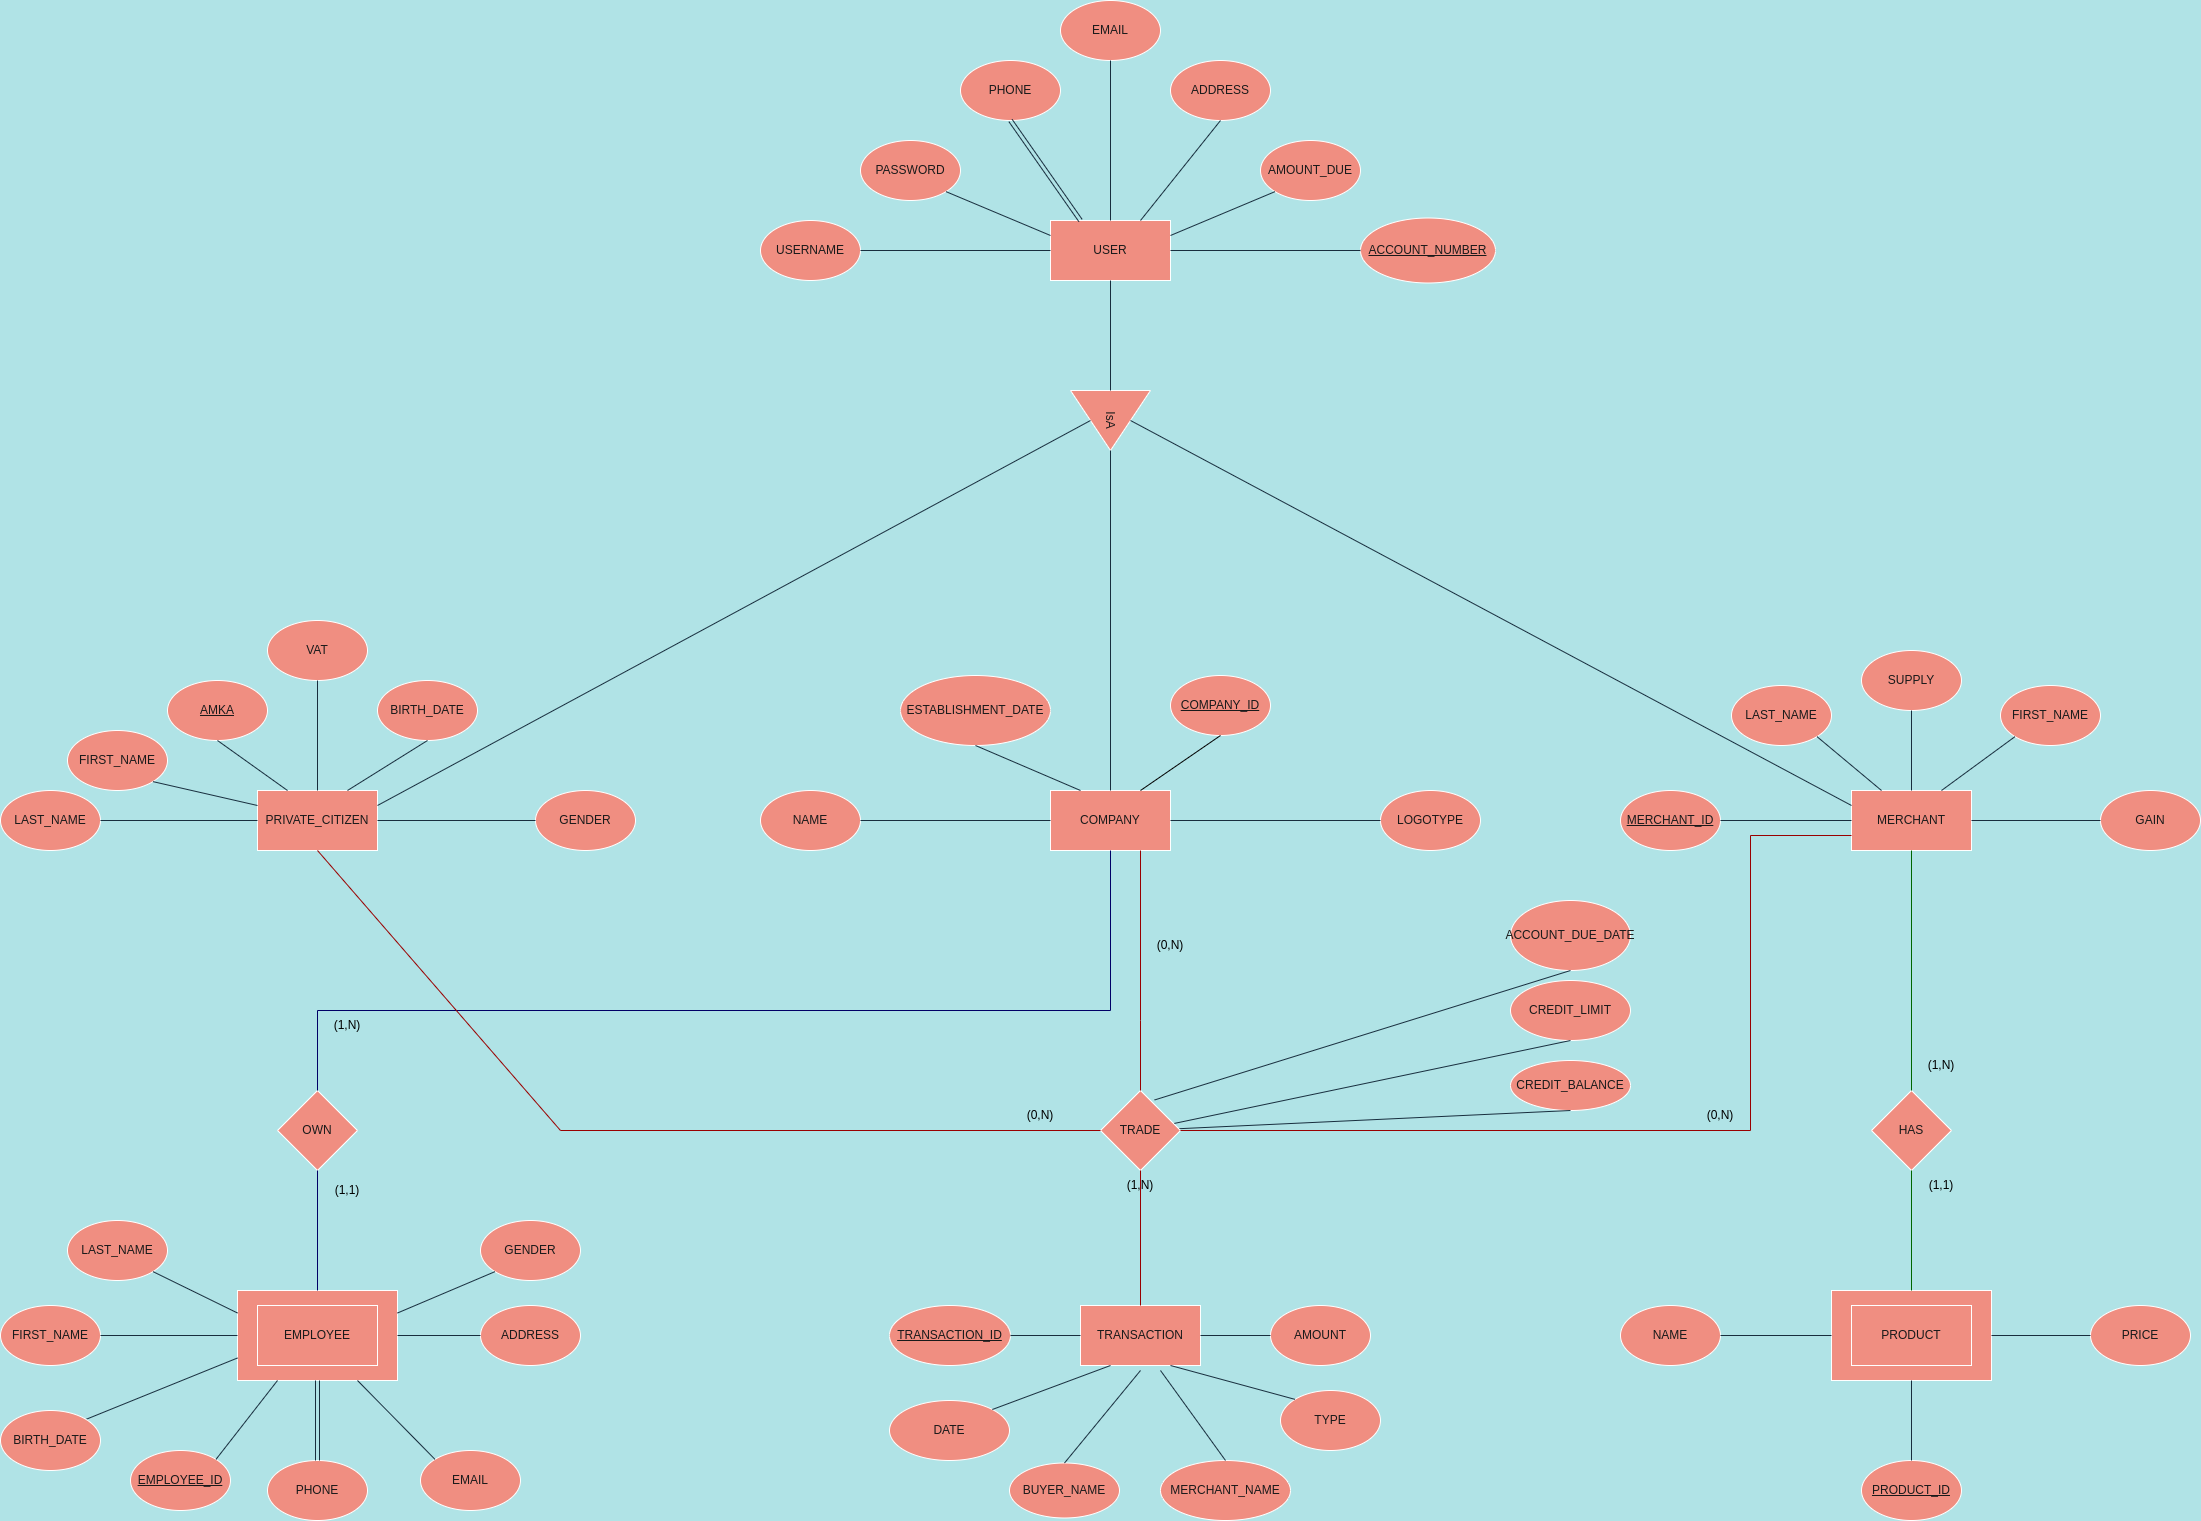 EMAIL
PHONE
ADDRESS
PASSWORD
AMOUNT_DUE
USERNAME
USER
ACCOUNT_NUMBER
IsA
VAT
AMKA
BIRTH_DATE
FIRST_NAME
LAST_NAME
PRIVATE_CITIZEN
GENDER
ESTABLISHMENT_DATE
COMPANY_ID
NAME
COMPANY
LOGOTYPE
SUPPLY
LAST_NAME
FIRST_NAME
MERCHANT_ID
MERCHANT
GAIN
(0,N)
ACCOUNT_DUE_DATE
CREDIT_LIMIT
CREDIT_BALANCE
(1,N)
(1,N)
(0,N)
(0,N)
OWN
TRADE
HAS
(1,1)
(1,N)
(1,1)
LAST_NAME
GENDER
FIRST_NAME
EMPLOYEE
ADDRESS
BIRTH_DATE
EMPLOYEE_ID
PHONE
EMAIL
TRANSACTION_ID
TRANSACTION
AMOUNT
DATE
TYPE
BUYER_NAME
MERCHANT_NAME
NAME
PRODUCT
PRICE
PRODUCT_ID